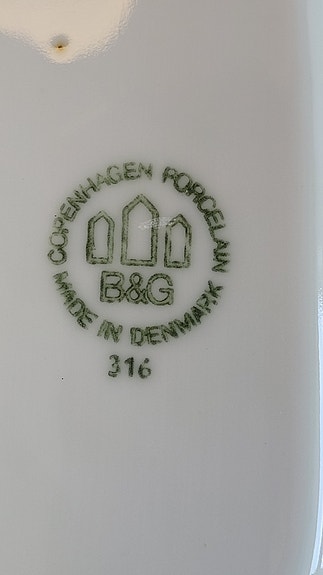 COPENHAGEN PORCELAIN
B&G
MADE IN DENMARK
316